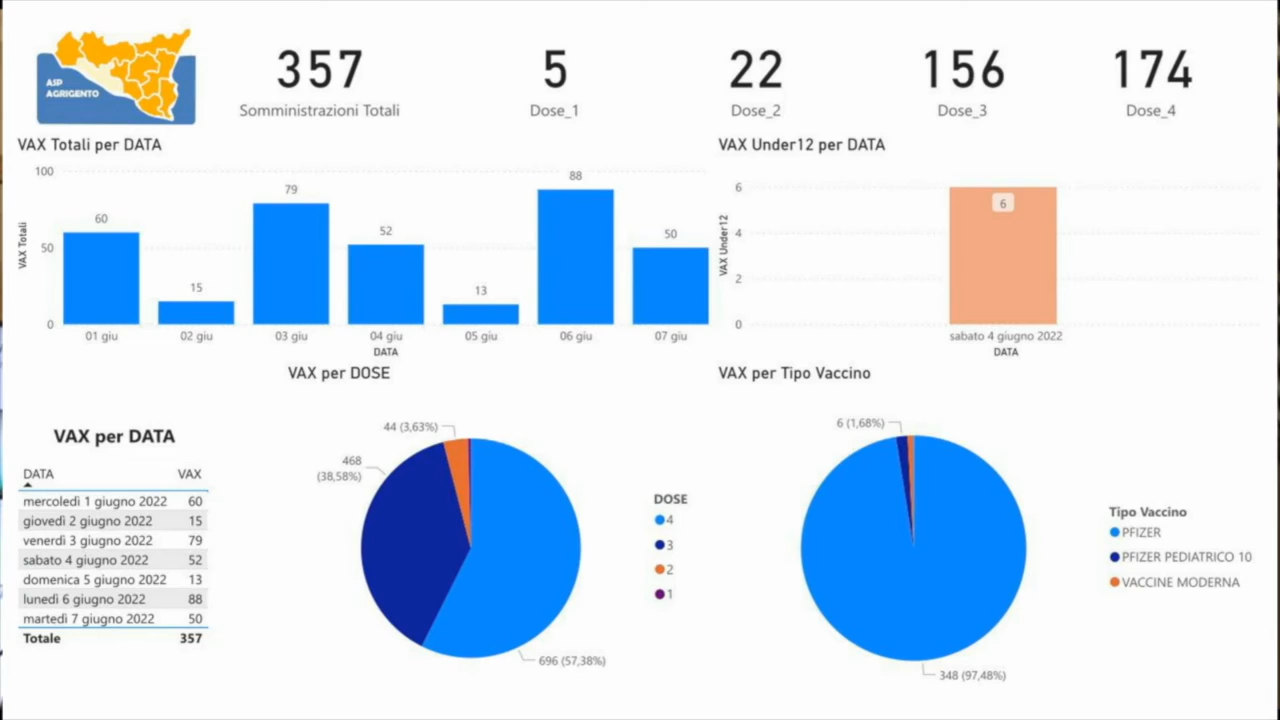 ASP
AGRIGENTO
357
Somministrazioni Totali
5
Dose_1
22
Dose_2
156
Dose_3
174
Dose_4
VAX Totali per DATA
VAX Totali
100
50
0
60
15
79
52
13
88
50
01 giu
02 giu
03 giu
04 giu
05 giu
06 giu
07 giu
DATA
VAX Under12 per DATA
VAX Under12
6
4
2
0
6
sabato 4 giugno 2022
DATA
VAX per DATA
DATA VAX
mercoledì 1 giugno 2022 60
giovedì 2 giugno 2022 15
venerdì 3 giugno 2022 79
sabato 4 giugno 2022 52
domenica 5 giugno 2022 13
lunedì 6 giugno 2022 88
martedì 7 giugno 2022 50
Totale 357
VAX per DOSE
44 (3,63%)
468
(38,58%)
696 (57,38%)
DOSE
4
3
2
1
VAX per Tipo Vaccino
6 (1,68%)
348 (97,48%)
Tipo Vaccino
PFIZER
PFIZER PEDIATRICO 10
VACCINE MODERNA